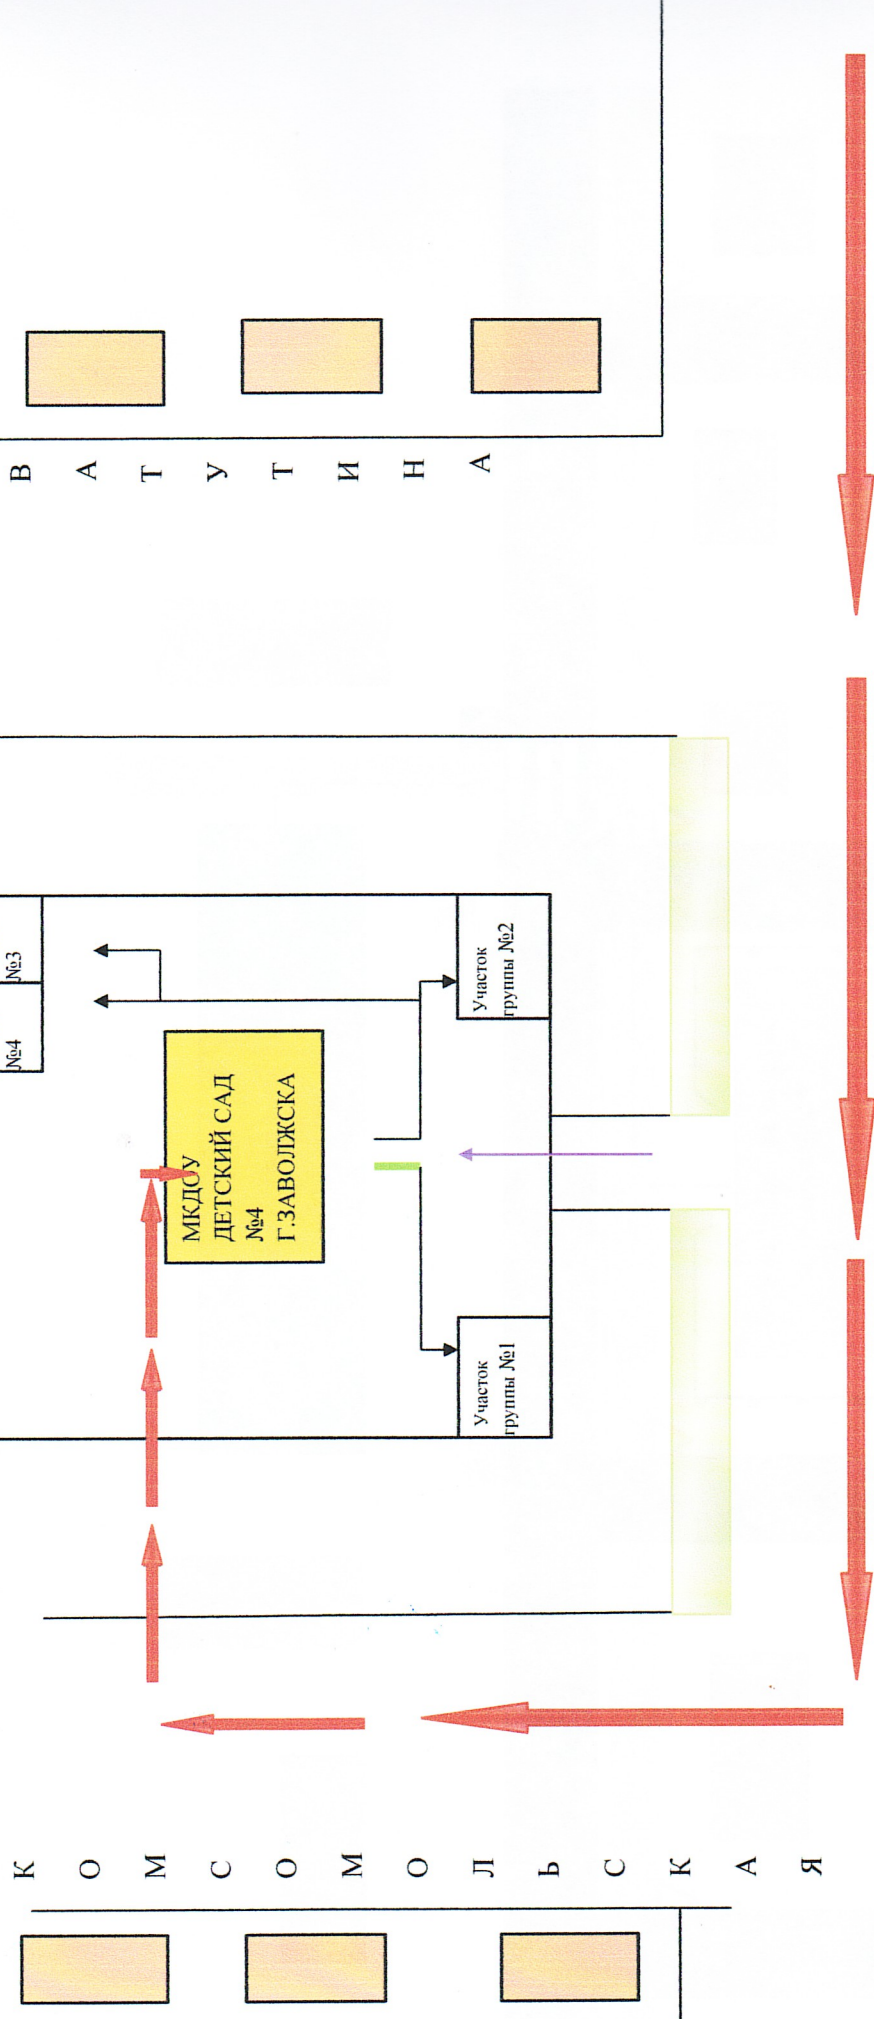 В А Т У Т И Н А
№3
№4
Участок
группы №2
МКДОУ
ДЕТСКИЙ САД
№4
Г.ЗАВОЛЖСКА
Участок
группы №1
К О М С О М О Л Ь С К А Я